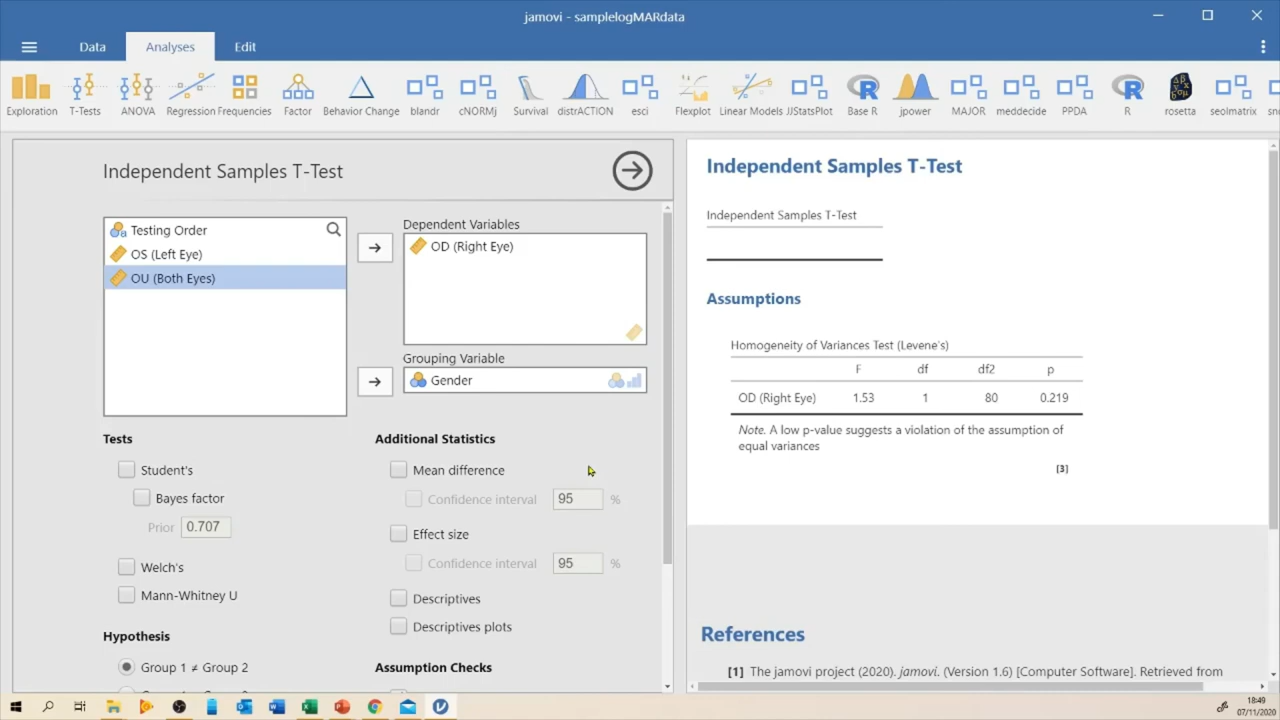 jamovi - samplelogMARdata
Data Analyses Edit
Exploration T-Tests ANOVA Regression Frequencies Factor Behavior Change blandr cNORMj Survival distrACTION esci Flexplot Linear Models JJStatsPlot Base R jpower MAJOR meddecide PPDA R rosetta seolmatrix
Independent Samples T-Test
Testing Order
OS (Left Eye)
OU (Both Eyes)
Dependent Variables
OD (Right Eye)
Grouping Variable
Gender
Tests
Student's
Bayes factor
Prior 0.707
Welch's
Mann-Whitney U
Hypothesis
Group 1 ≠ Group 2
Additional Statistics
Mean difference
Confidence interval 95 %
Effect size
Confidence interval 95 %
Descriptives
Descriptives plots
Assumption Checks
Independent Samples T-Test
Independent Samples T-Test
Assumptions
Homogeneity of Variances Test (Levene's)
F df df2 p
OD (Right Eye) 1.53 1 80 0.219
Note. A low p-value suggests a violation of the assumption of
equal variances
[3]
References
[1] The jamovi project (2020). jamovi. (Version 1.6) [Computer Software]. Retrieved from
18:49
07/11/2020